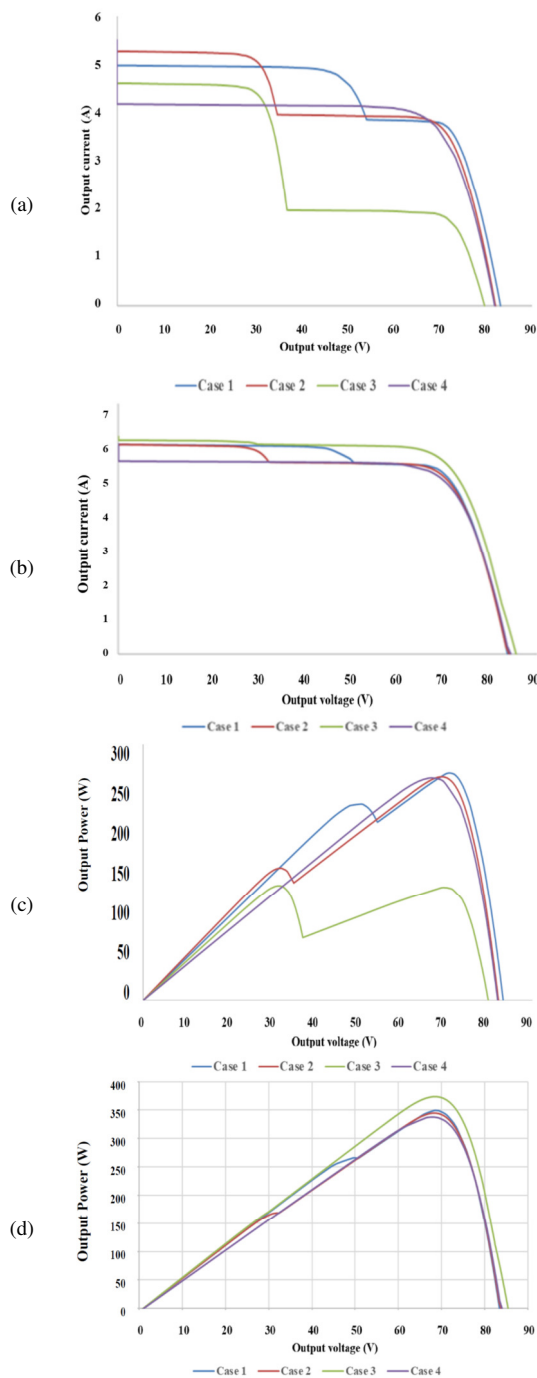 (a)
Output current (A)
6
5
4
3
2
1
0
0 10 20 30 40 50 60 70 80 90
Output voltage (V)
Case 1 Case 2 Case 3 Case 4
(b)
Output current (A)
7
6
5
4
3
2
1
0
0 10 20 30 40 50 60 70 80 90
Output voltage (V)
Case 1 Case 2 Case 3 Case 4
(c)
Output Power (W)
300
250
200
150
100
50
0
0 10 20 30 40 50 60 70 80 90
Output voltage (V)
Case 1 Case 2 Case 3 Case 4
(d)
Output Power (W)
400
350
300
250
200
150
100
50
0
0 10 20 30 40 50 60 70 80 90
Output voltage (V)
Case 1 Case 2 Case 3 Case 4